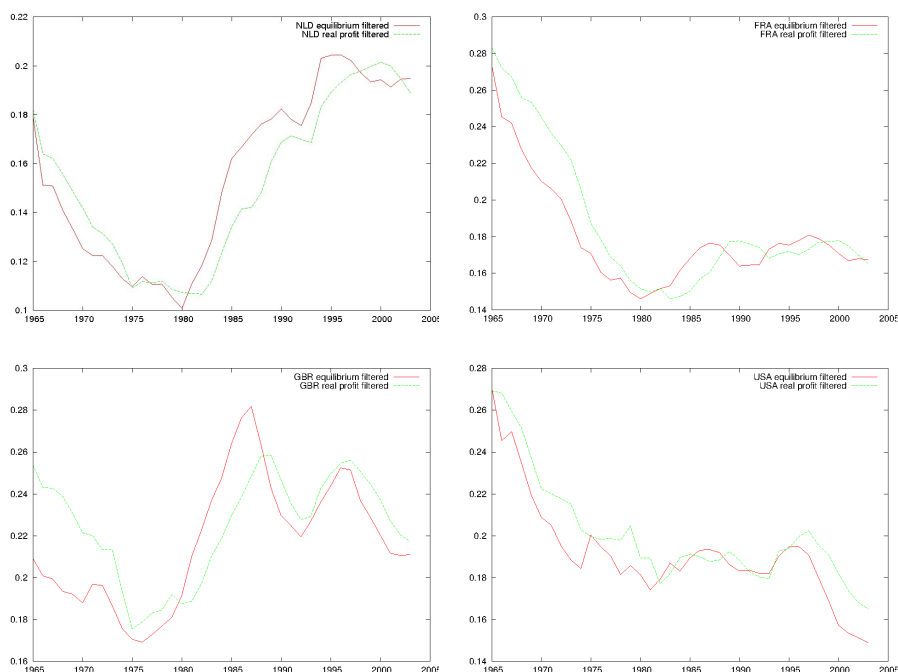 0.22
NLD equilibrium filtered
NLD real profit filtered
0.2
0.18
0.16
0.14
0.12
0.1
1965 1970 1975 1980 1985 1990 1995 2000 2005
0.3
FRA equilibrium filtered
FRA real profit filtered
0.28
0.26
0.24
0.22
0.2
0.18
0.16
0.14
1965 1970 1975 1980 1985 1990 1995 2000 2005
0.3
GBR equilibrium filtered
GBR real profit filtered
0.28
0.26
0.24
0.22
0.2
0.18
0.16
1965 1970 1975 1980 1985 1990 1995 2000 2005
0.28
USA equilibrium filtered
USA real profit filtered
0.26
0.24
0.22
0.2
0.18
0.16
0.14
1965 1970 1975 1980 1985 1990 1995 2000 2005